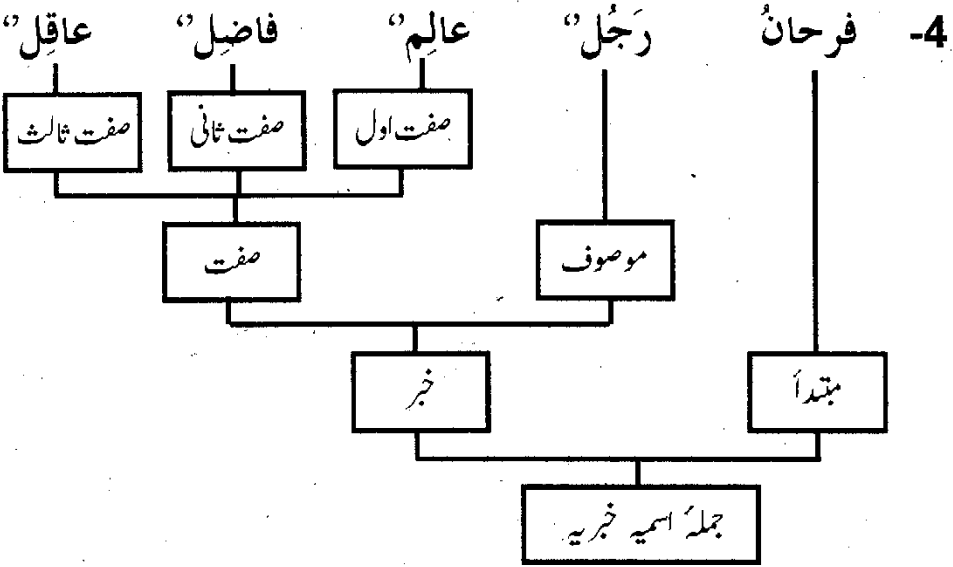 4- فرحانُ رَجُلٌ عالِمٌ فاضِلٌ عاقِلٌ
صفت اول صفت ثانی صفت ثالث
موصوف صفت
مبتدأ خبر
جملۂ اسمیہ خبریہ